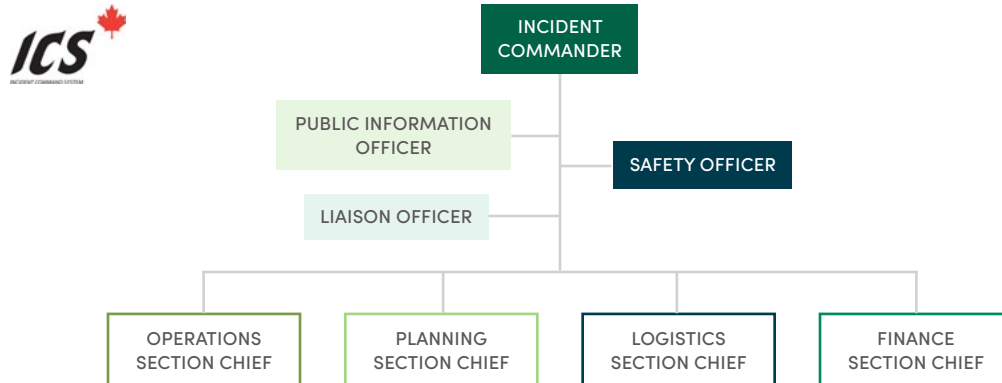 ICS
INCIDENT COMMAND SYSTEM
INCIDENT
COMMANDER
PUBLIC INFORMATION
OFFICER
SAFETY OFFICER
LIAISON OFFICER
OPERATIONS
SECTION CHIEF
PLANNING
SECTION CHIEF
LOGISTICS
SECTION CHIEF
FINANCE
SECTION CHIEF